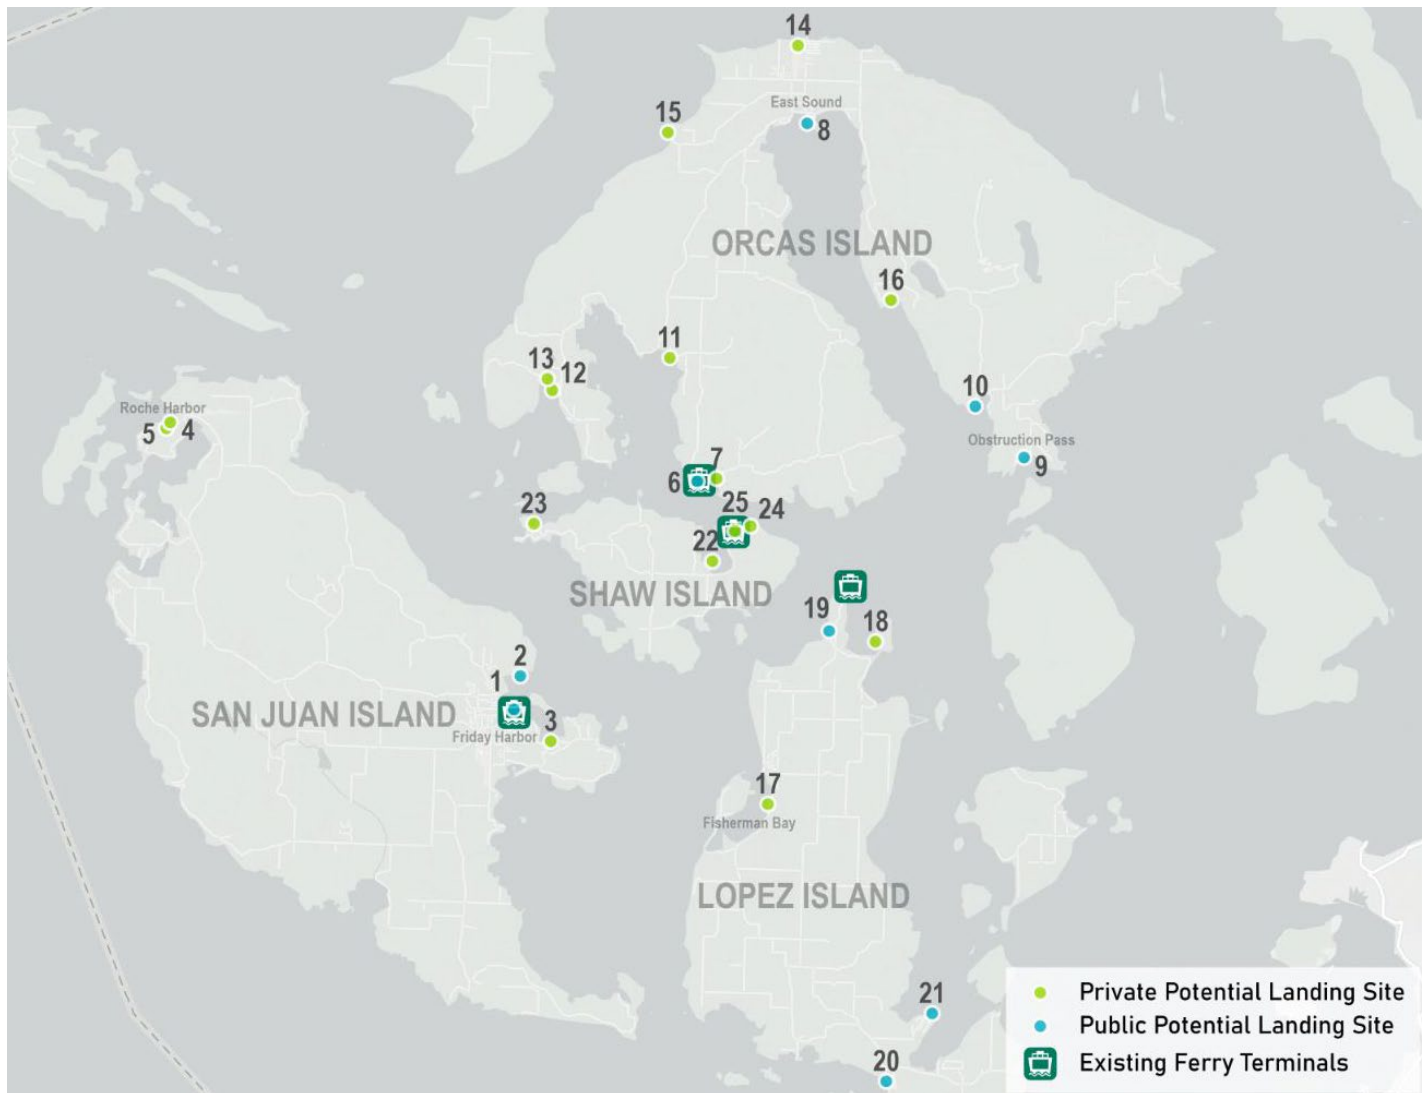 14
East Sound
8
15
ORCAS ISLAND
16
11
13
12
10
Roche Harbor
5
4
Obstruction Pass
9
7
6
25
24
23
22
SHAW ISLAND
19
18
2
1
SAN JUAN ISLAND
3
Friday Harbor
17
Fisherman Bay
LOPEZ ISLAND
21
20
Private Potential Landing Site
Public Potential Landing Site
Existing Ferry Terminals